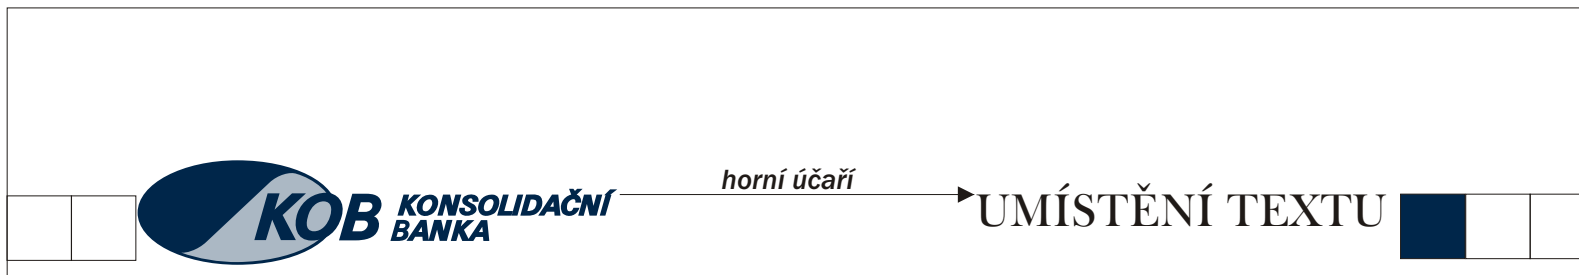 KOB
KONSOLIDAČNÍ
BANKA
horní účaří
UMÍSTĚNÍ TEXTU